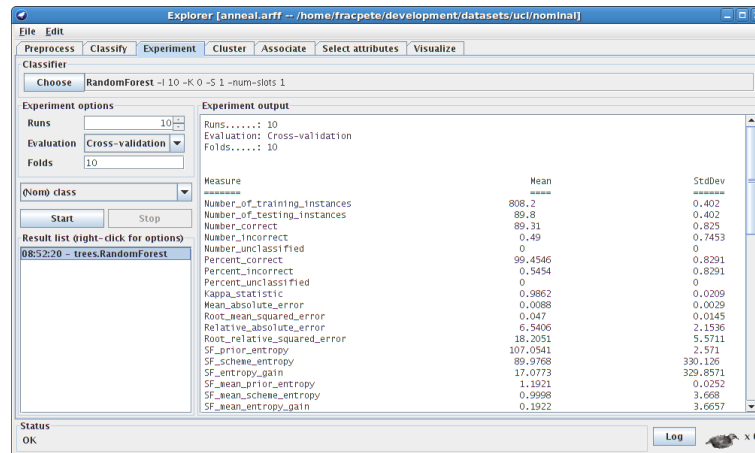 Explorer [anneal.arff -- /home/fracpete/development/datasets/uci/nominal]
File Edit
Preprocess Classify Experiment Cluster Associate Select attributes Visualize
Classifier
Choose RandomForest -I 10 -K 0 -S 1 -num-slots 1
Experiment options
Runs 10
Evaluation Cross-validation
Folds 10
(Nom) class
Start Stop
Result list (right-click for options)
08:52:20 - trees.RandomForest
Experiment output
Runs......: 10
Evaluation: Cross-validation
Folds.....: 10
Measure Mean StdDev
======= ==== ======
Number_of_training_instances 808.2 0.402
Number_of_testing_instances 89.8 0.402
Number_correct 89.31 0.825
Number_incorrect 0.49 0.7453
Number_unclassified 0 0
Percent_correct 99.4546 0.8291
Percent_incorrect 0.5454 0.8291
Percent_unclassified 0 0
Kappa_statistic 0.9862 0.0209
Mean_absolute_error 0.0088 0.0029
Root_mean_squared_error 0.047 0.0145
Relative_absolute_error 6.5406 2.1536
Root_relative_squared_error 18.2051 5.5711
SF_prior_entropy 107.0541 2.571
SF_scheme_entropy 89.9768 330.126
SF_entropy_gain 17.0773 329.8571
SF_mean_prior_entropy 1.1921 0.0252
SF_mean_scheme_entropy 0.9998 3.668
SF_mean_entropy_gain 0.1922 3.6657
Status
OK
Log
x